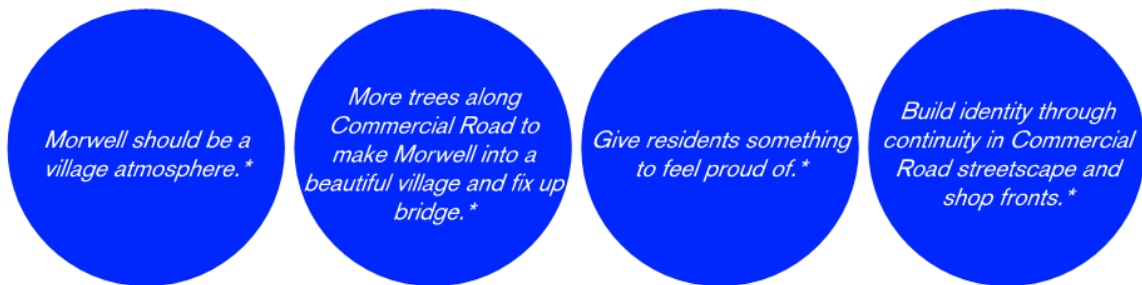 Morwell should be a
village atmosphere.*
More trees along
Commercial Road to
make Morwell into a
beautiful village and fix up
bridge.*
Give residents something
to feel proud of.*
Build identity through
continuity in Commercial
Road streetscape and
shop fronts.*